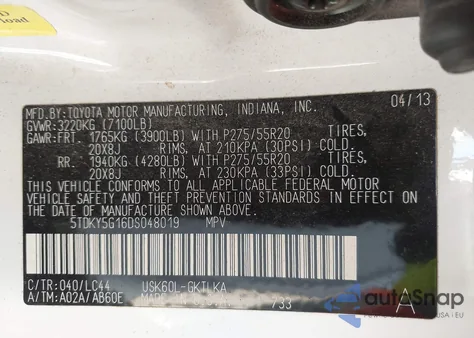 MFD.BY:TOYOTA MOTOR MANUFACTURING, INDIANA, INC. 04/13
GVWR:3220KG(7100LB)
GAWR:FRT. 1765KG(3900LB)WITH P275/55R20 TIRES,
20X8J RIMS, AT 210KPA(30PSI)COLD.
RR. 1940KG(4280LB)WITH P275/55R20 TIRES,
20X8J RIMS, AT 230KPA(33PSI)COLD.
THIS VEHICLE CONFORMS TO ALL APPLICABLE FEDERAL MOTOR
VEHICLE SAFETY STANDARDS IN EFFECT ON THE DATE OF
MANUFACTURE SHOWN ABOVE.
5TDKY5G16DS048019 MPV
C/TR:040/LC44 USK60L-GKTLKA
A/TM:A02A/AB60E MADE IN 733 A
autoSnap